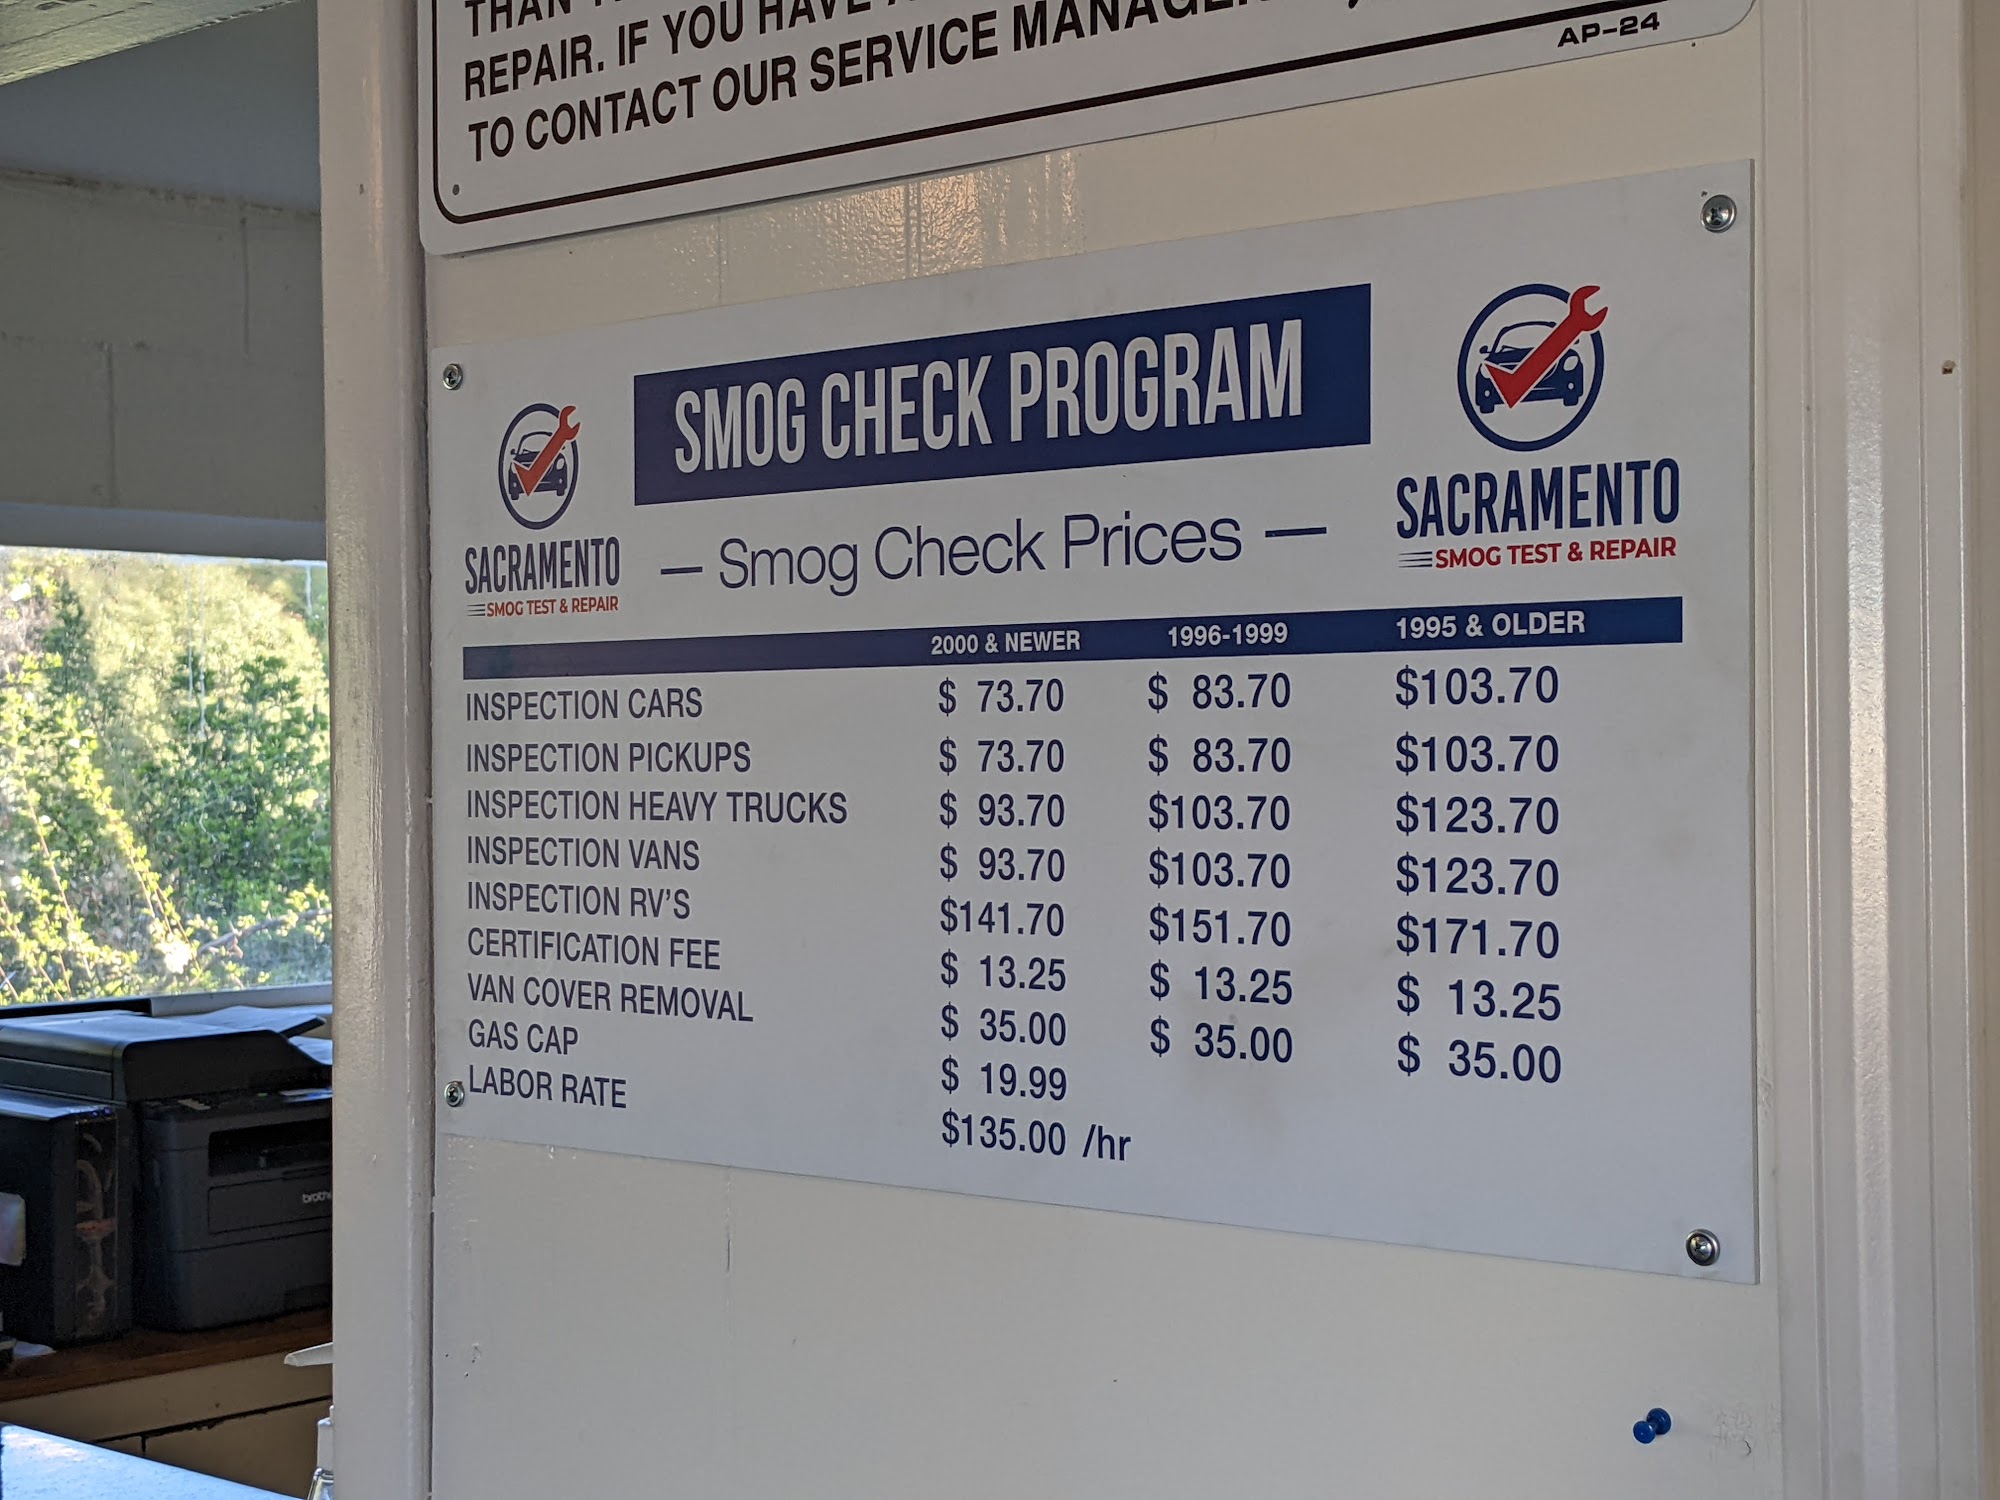 THAN
REPAIR. IF YOU HAVE
TO CONTACT OUR SERVICE
AP-24
SMOG CHECK PROGRAM
SACRAMENTO
SMOG TEST & REPAIR
— Smog Check Prices —
SACRAMENTO
SMOG TEST & REPAIR
2000 & NEWER 1996-1999 1995 & OLDER
INSPECTION CARS $ 73.70 $ 83.70 $103.70
INSPECTION PICKUPS $ 73.70 $ 83.70 $103.70
INSPECTION HEAVY TRUCKS $ 93.70 $103.70 $123.70
INSPECTION VANS $ 93.70 $103.70 $123.70
INSPECTION RV'S $141.70 $151.70 $171.70
CERTIFICATION FEE $ 13.25 $ 13.25 $ 13.25
VAN COVER REMOVAL $ 35.00 $ 35.00 $ 35.00
GAS CAP $ 19.99
LABOR RATE $135.00 /hr